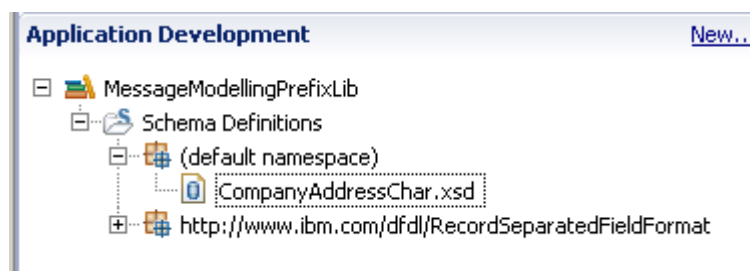 Application Development New...
MessageModellingPrefixLib
Schema Definitions
(default namespace)
CompanyAddressChar.xsd
http://www.ibm.com/dfdl/RecordSeparatedFieldFormat